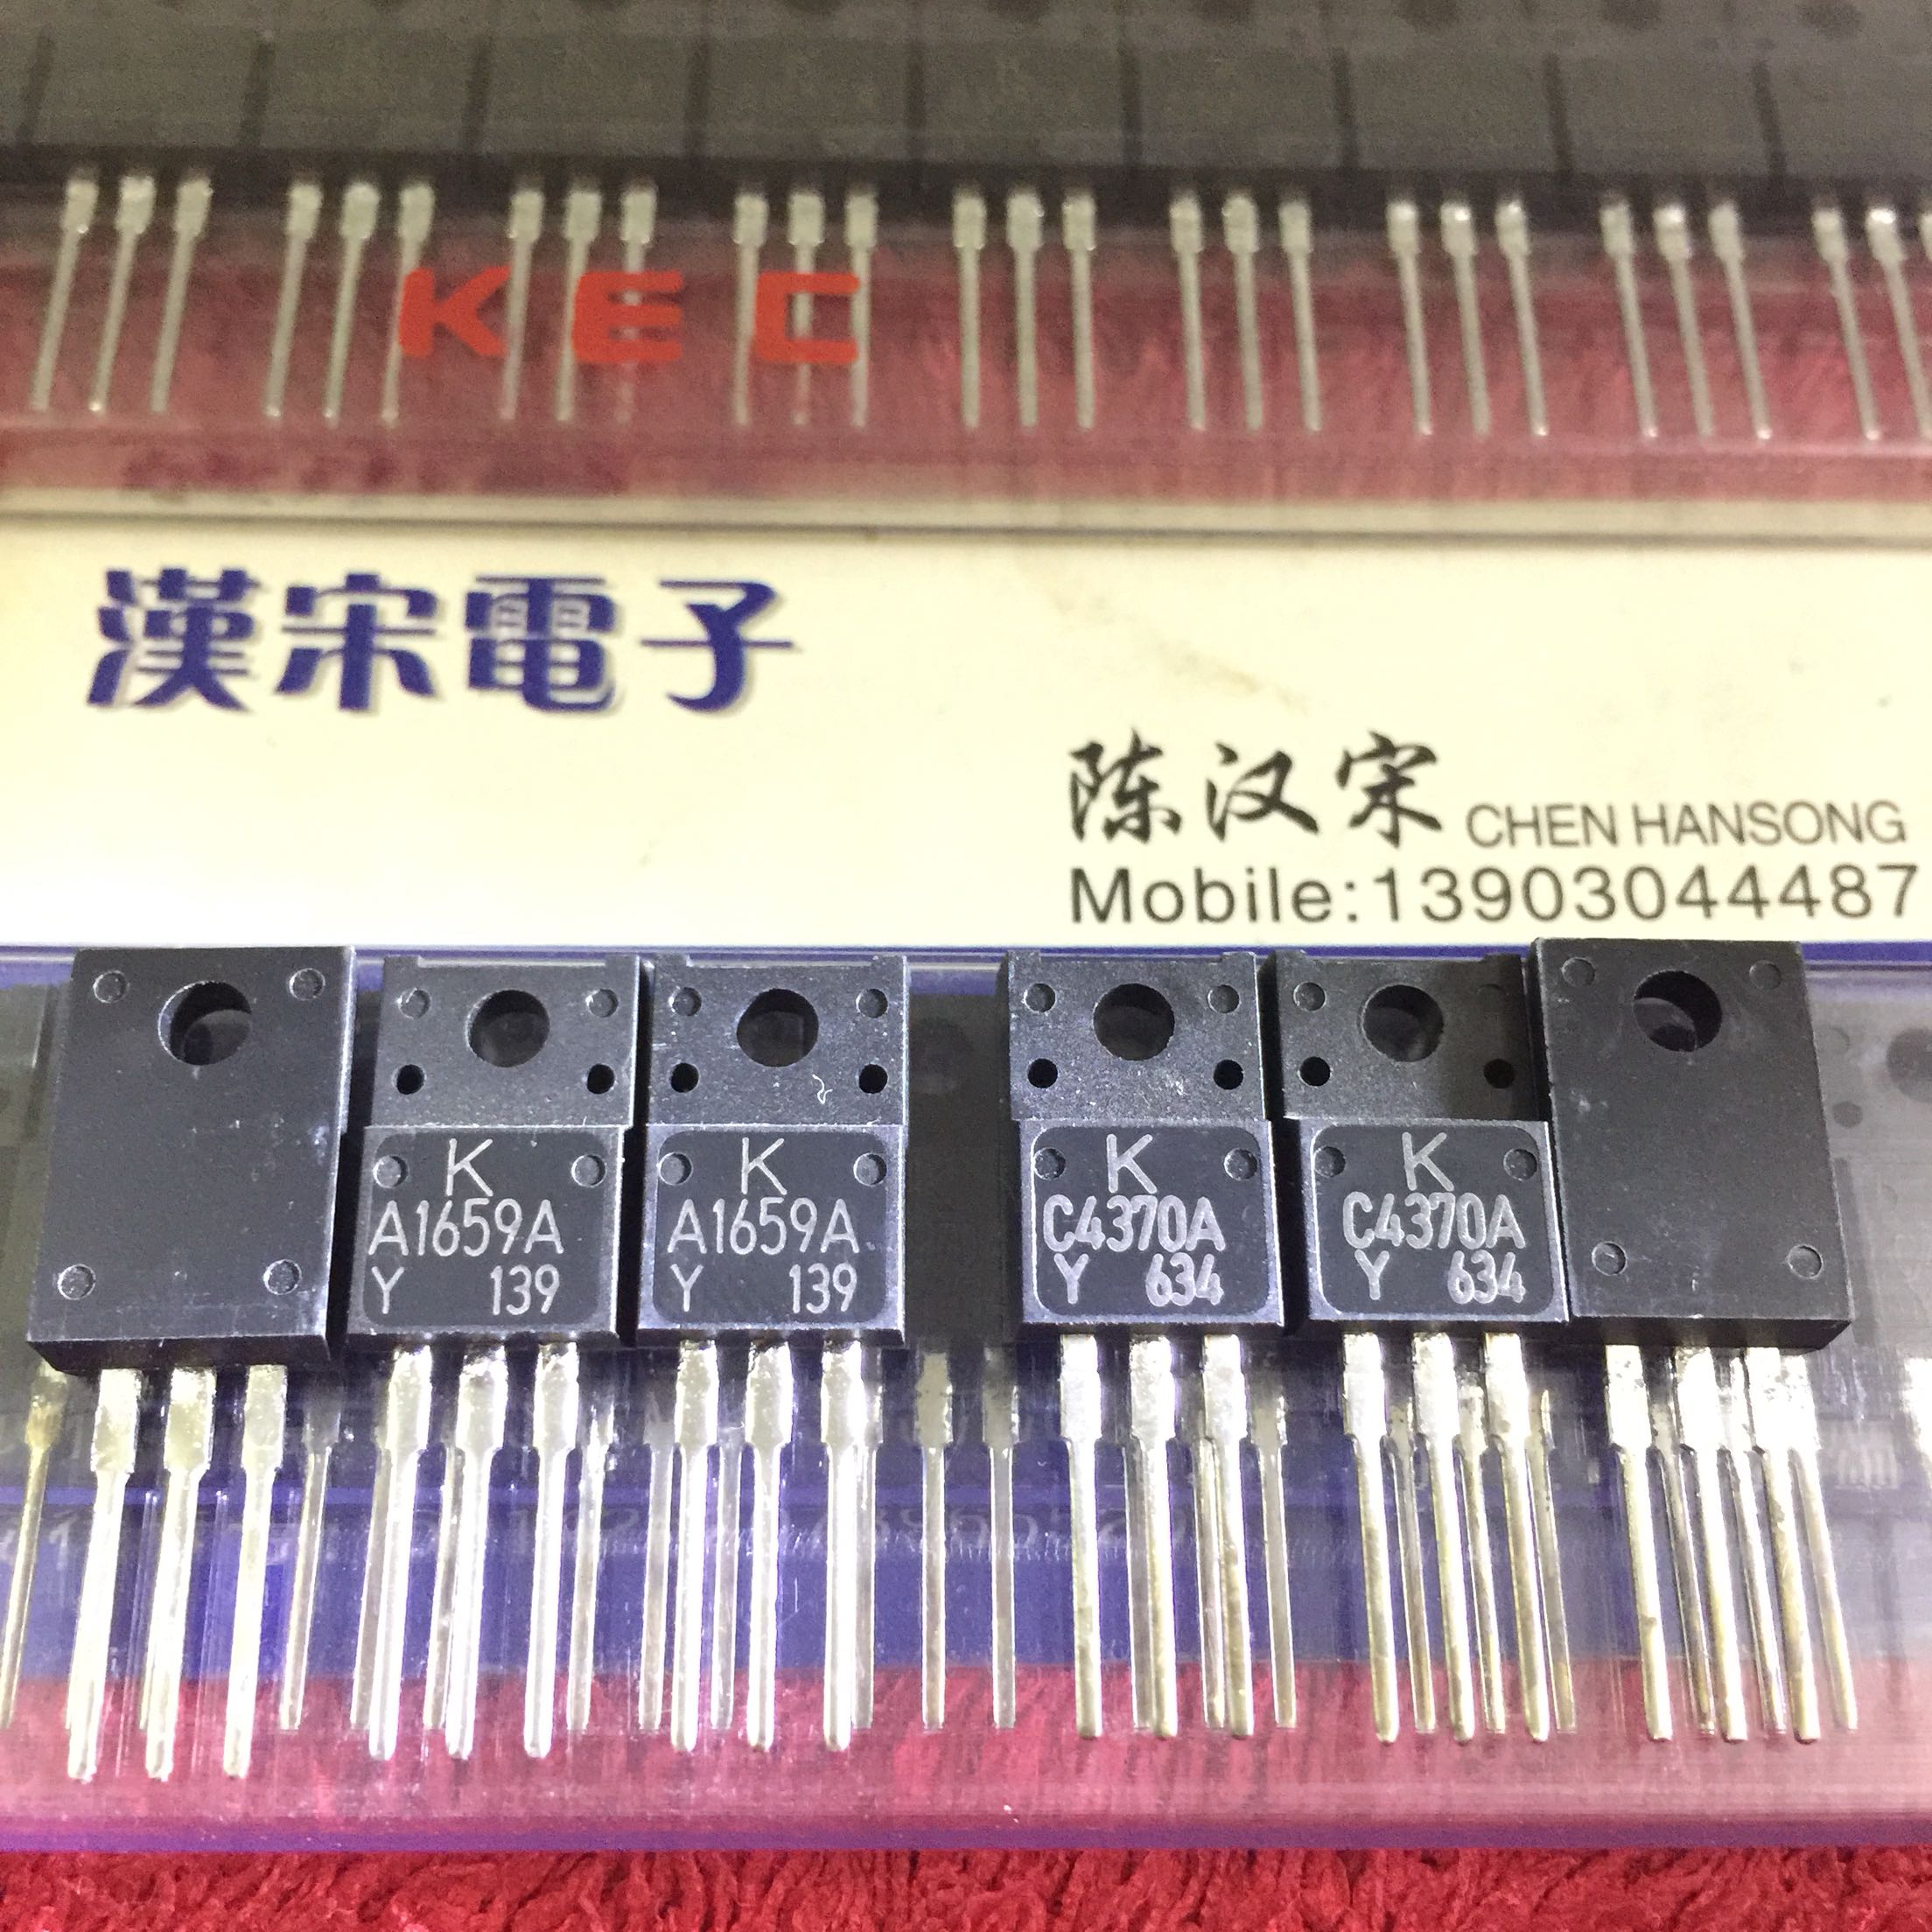 KEC
漢宋電子
陈汉宋 CHEN HANSONG
Mobile:13903044487
K
A1659A
Y 139
K
A1659A
Y 139
K
C4370A
Y 634
K
C4370A
Y 634